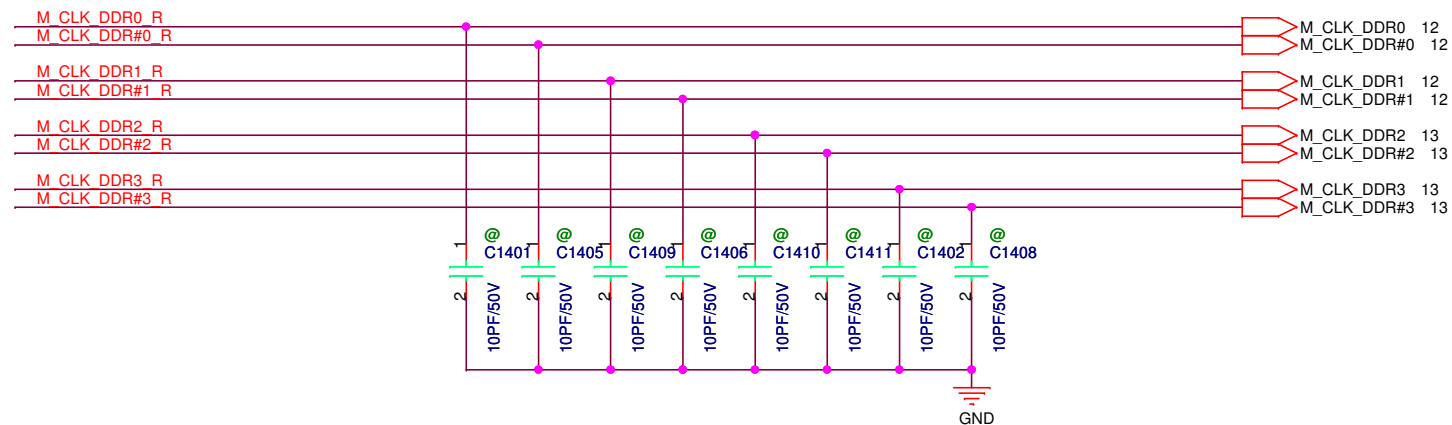 M_CLK_DDR0_R
M_CLK_DDR0 12
M_CLK_DDR#0_R
M_CLK_DDR#0 12
M_CLK_DDR1_R
M_CLK_DDR1 12
M_CLK_DDR#1_R
M_CLK_DDR#1 12
M_CLK_DDR2_R
M_CLK_DDR2 13
M_CLK_DDR#2_R
M_CLK_DDR#2 13
M_CLK_DDR3_R
M_CLK_DDR3 13
M_CLK_DDR#3_R
M_CLK_DDR#3 13
@ @ @ @ @ @ @ @
1 C1401 1 C1405 1 C1409 1 C1406 1 C1410 1 C1411 1 C1402 1 C1408
2 10PF/50V 2 10PF/50V 2 10PF/50V 2 10PF/50V 2 10PF/50V 2 10PF/50V 2 10PF/50V 2 10PF/50V
GND